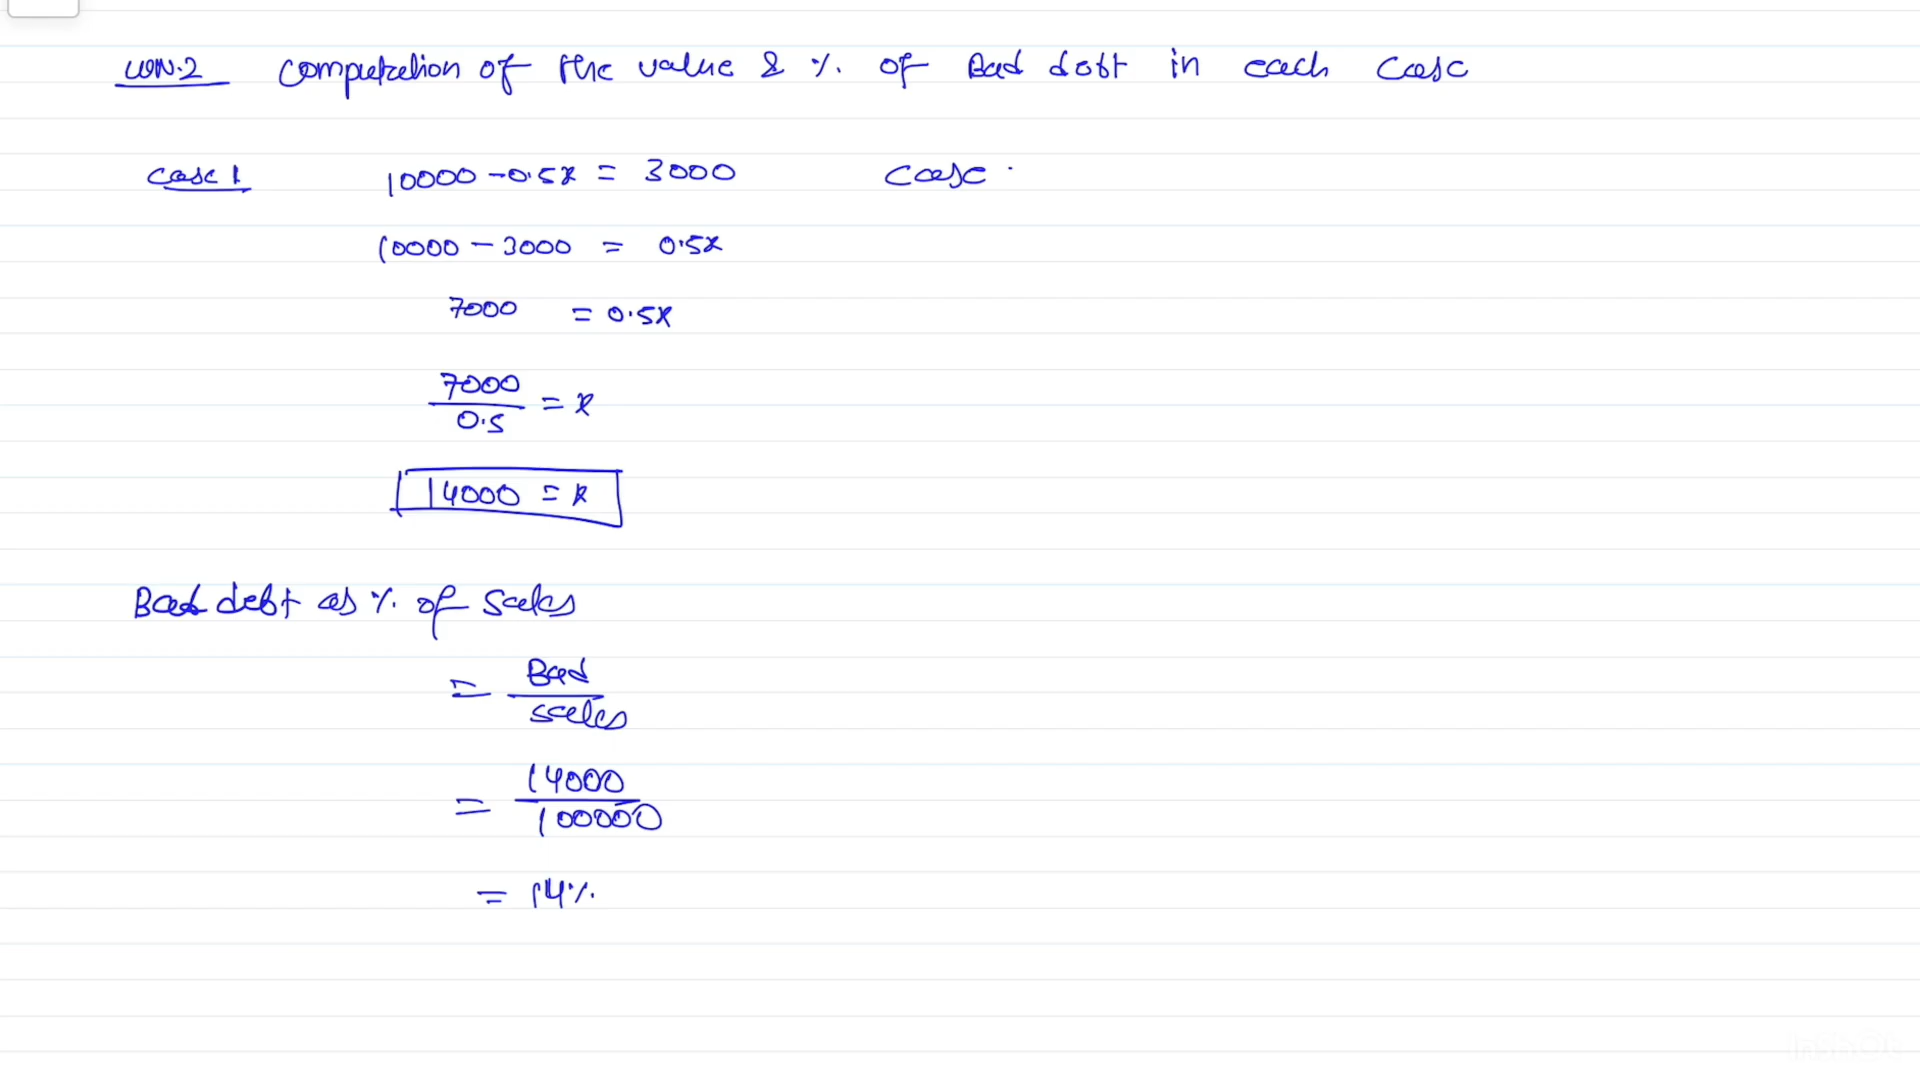 WN.2 Computation of the value & % of Bad debt in each case
Case 1
10000 - 0.5x = 3000
10000 - 3000 = 0.5x
7000 = 0.5x
7000
0.5
= x
14000 = x
Bad debt as % of sales
= Bad
sales
= 14000
100000
= 14%
Case